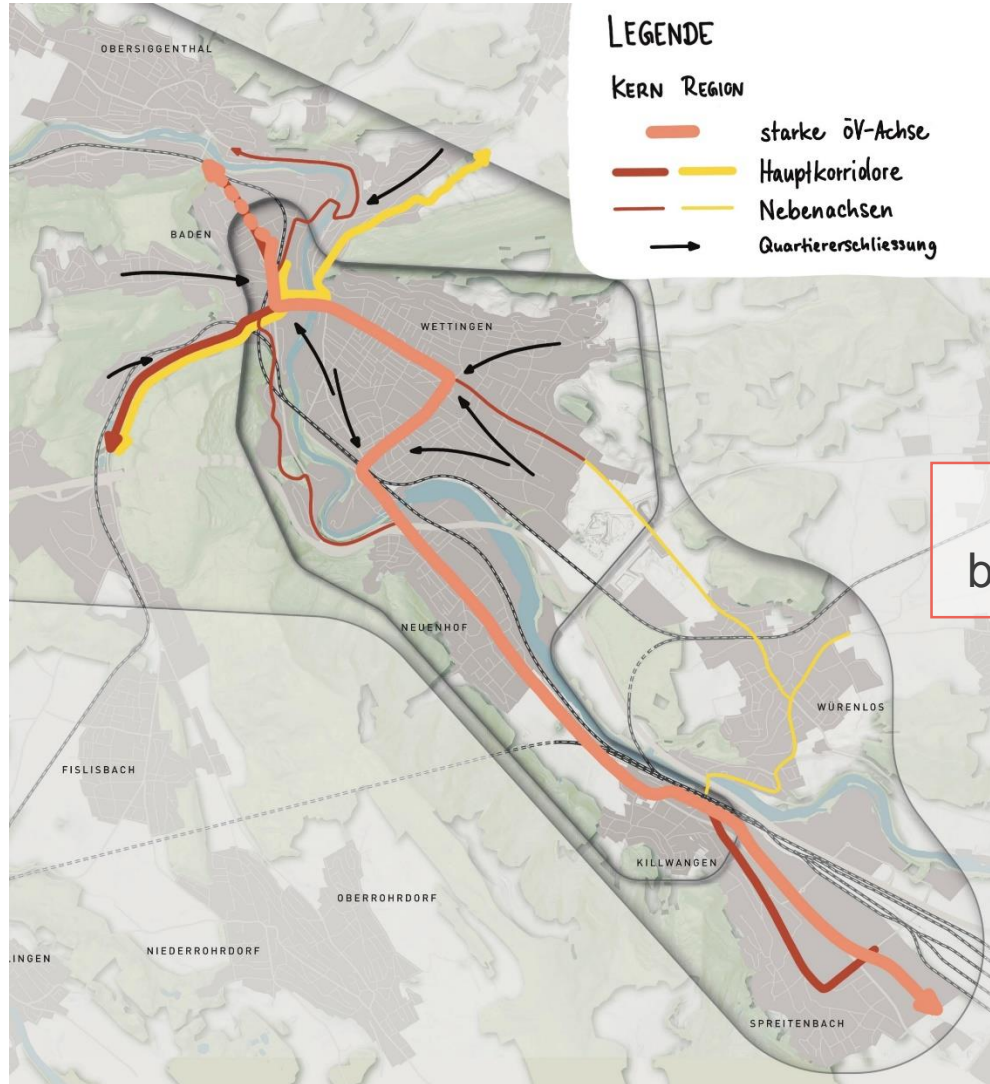 LEGENDE
KERN REGION
starke öV-Achse
Hauptkorridore
Nebenachsen
Quartiererschliessung
OBERSIGGENTHAL
BADEN
WETTINGEN
b
NEUENHOF
WÜRENLOS
FISLISBACH
KILLWANGEN
OBERROHRDORF
NIEDERROHRDORF
LINGEN
SPREITENBACH